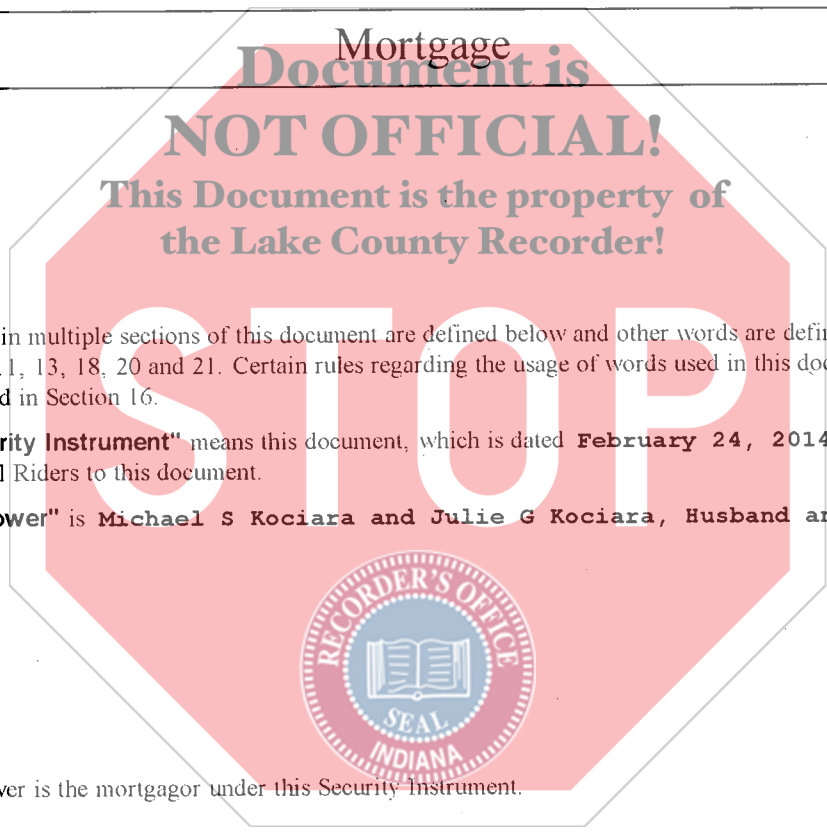 Mortgage
Document is
NOT OFFICIAL!
This Document is the property of
the Lake County Recorder!
STOP
in multiple sections of this document are defined below and other words are defin
1, 13, 18, 20 and 21. Certain rules regarding the usage of words used in this doc
d in Section 16.
rity Instrument" means this document, which is dated February 24, 2014
l Riders to this document.
ower" is Michael S Kociara and Julie G Kociara, Husband an
RECORDER'S OFFICE
SEAL
INDIANA
wer is the mortgagor under this Security Instrument.